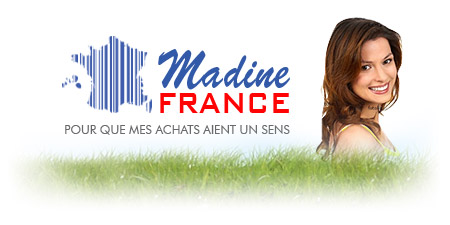 Madine
FRANCE
POUR QUE MES ACHATS AIENT UN SENS